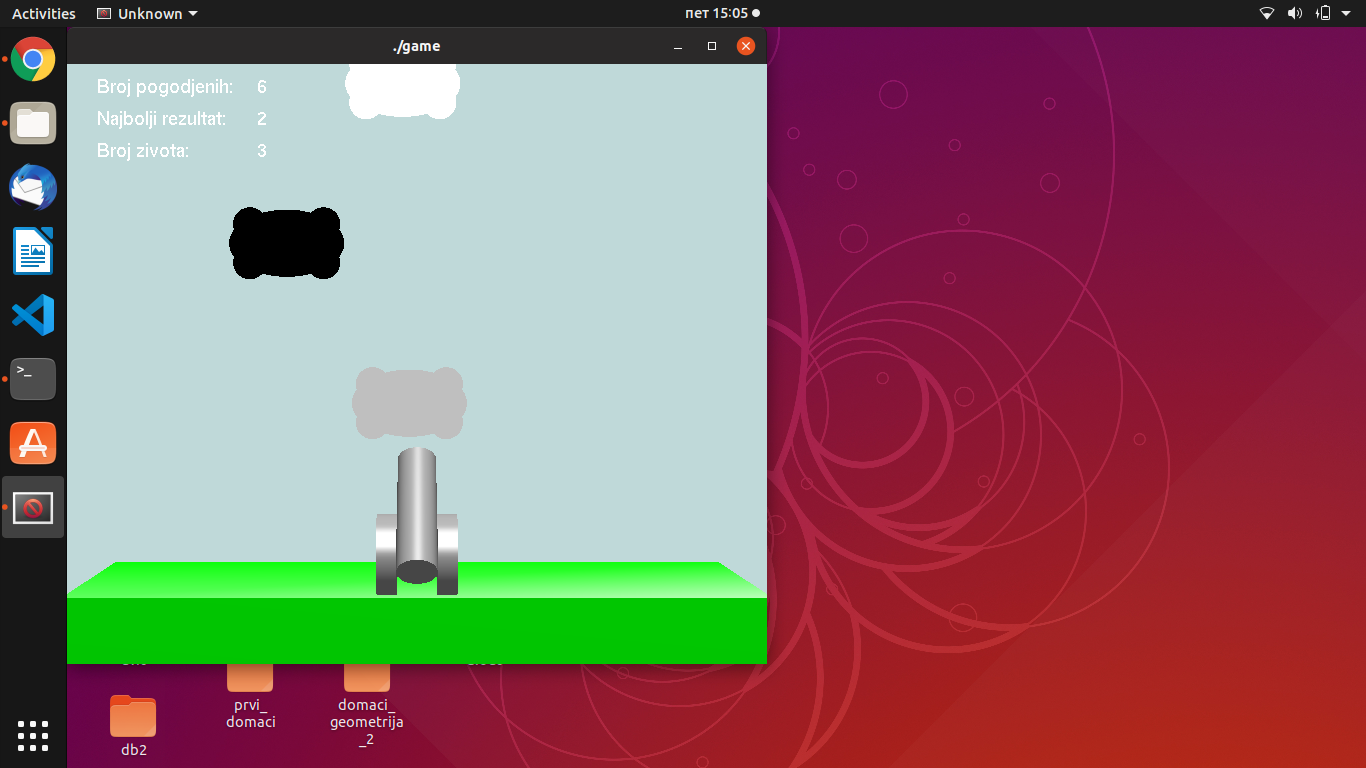 Activities Unknown пет 15:05
./game
Broj pogodjenih: 6
Najbolji rezultat: 2
Broj zivota: 3
>_
prvi_
domaci
domaci_
geometrija
_2
db2